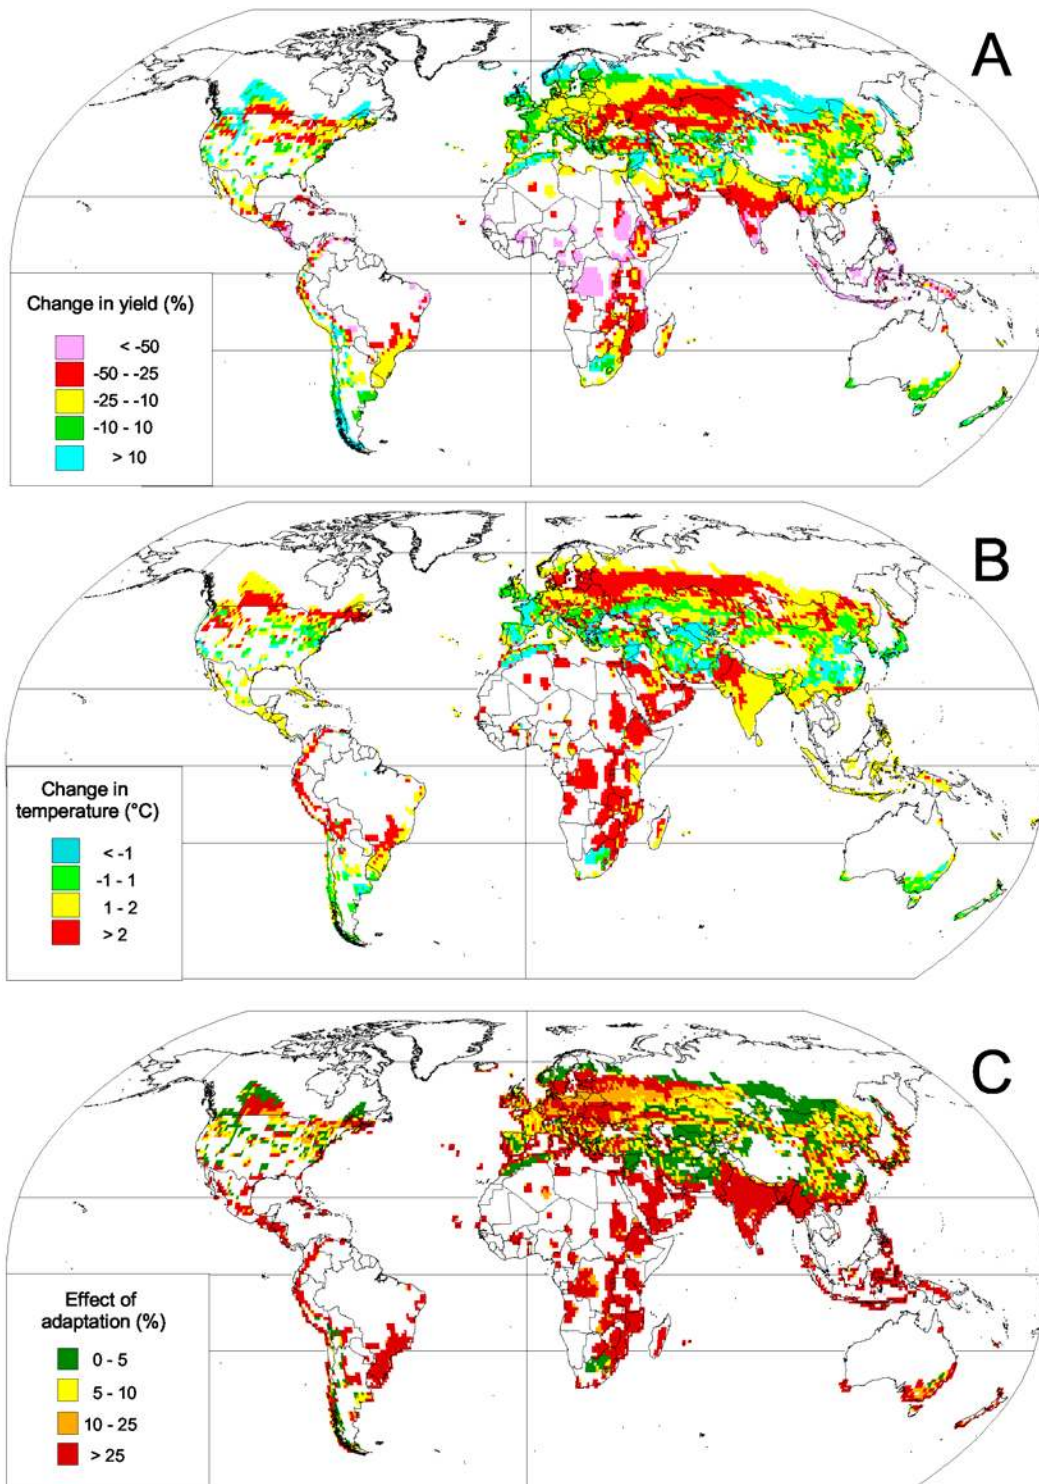 A
Change in yield (%)
< -50
-50 - -25
-25 - -10
-10 - 10
> 10
B
Change in
temperature (°C)
< -1
-1 - 1
1 - 2
> 2
C
Effect of
adaptation (%)
0 - 5
5 - 10
10 - 25
> 25